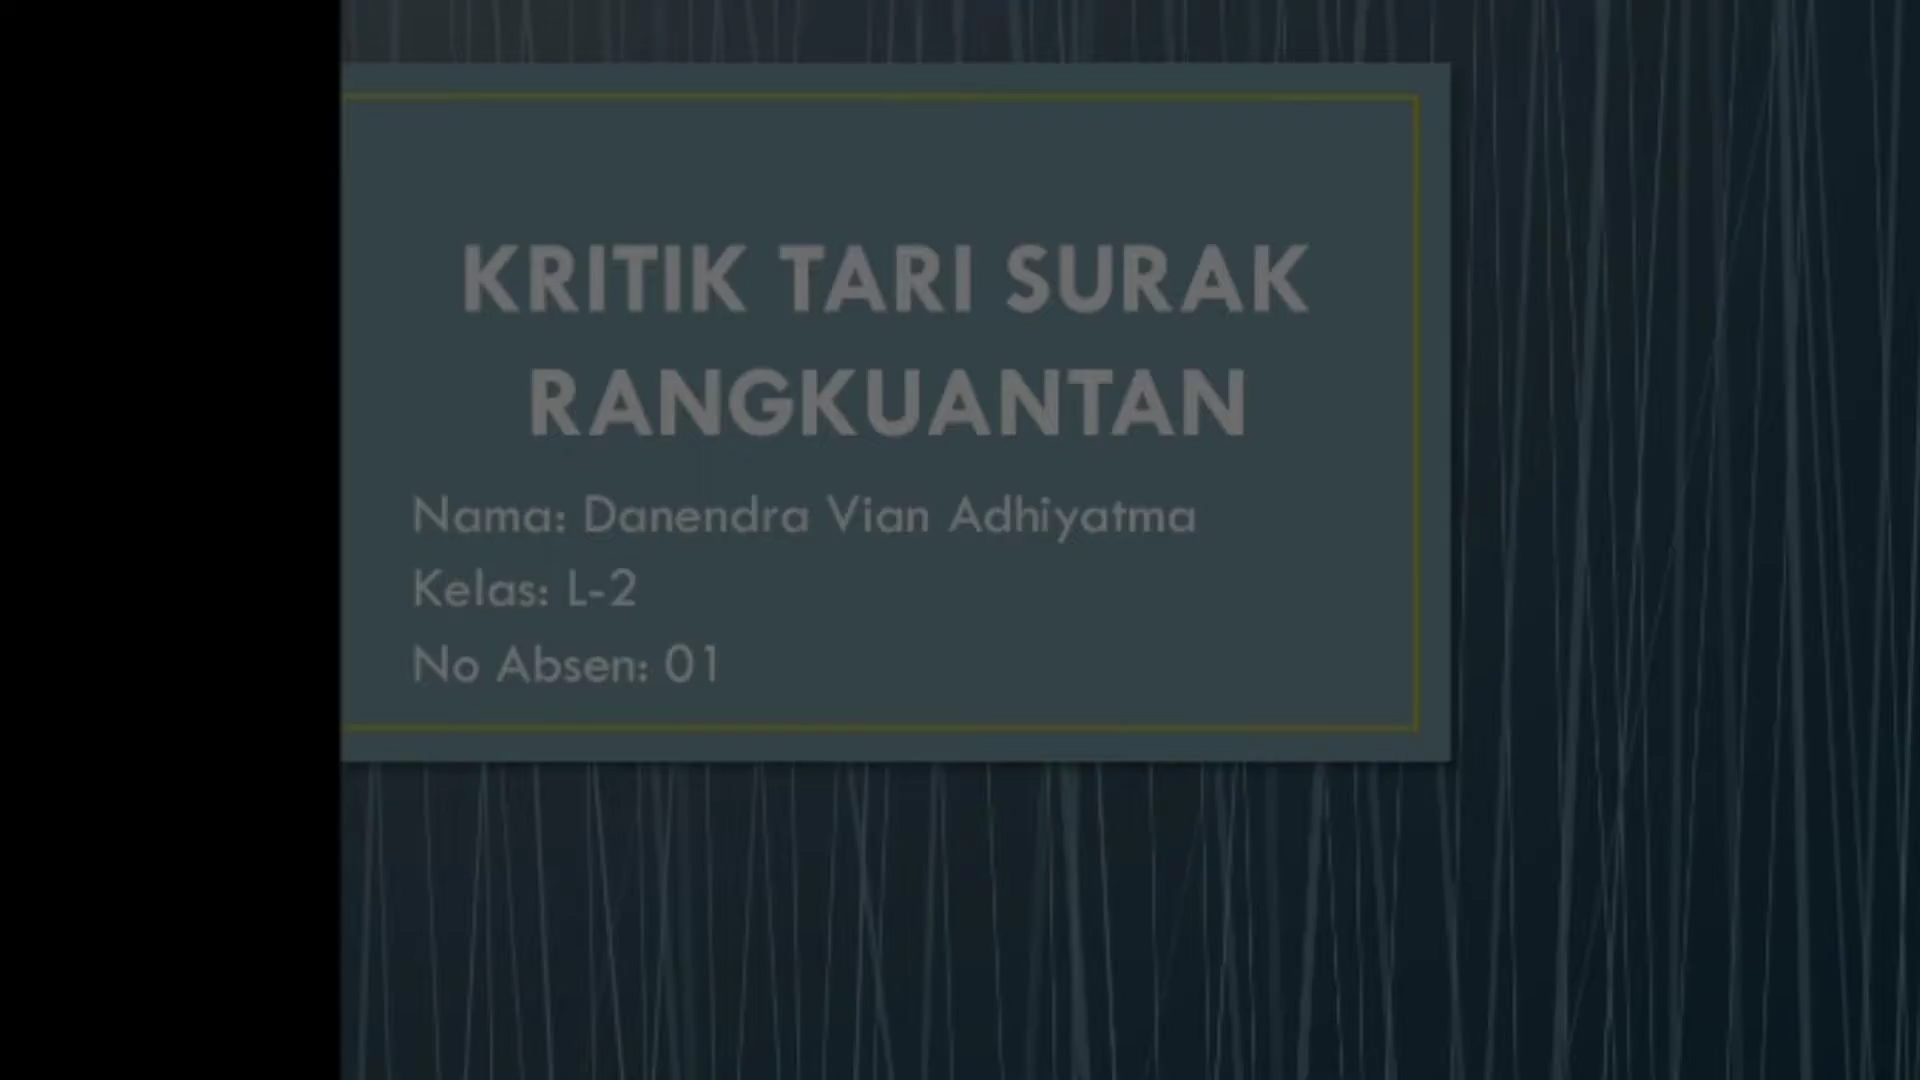 KRITIK TARI SURAK
RANGKUANTAN
Nama: Danendra Vian Adhiyatma
Kelas: L-2
No Absen: 01